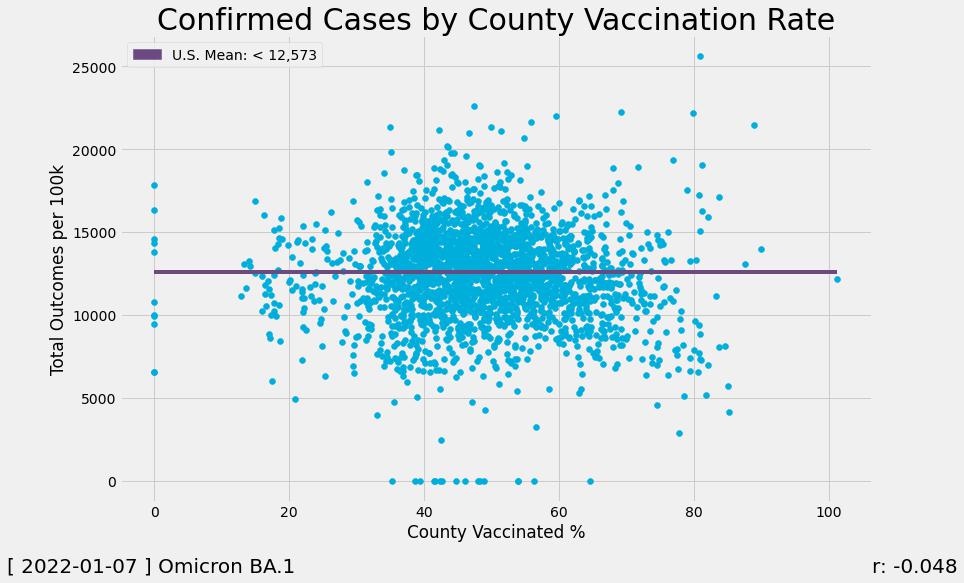 Confirmed Cases by County Vaccination Rate
U.S. Mean: < 12,573
25000
20000
15000
10000
5000
0
Total Outcomes per 100k
0 20 40 60 80 100
County Vaccinated %
[ 2022-01-07 ] Omicron BA.1
r: -0.048